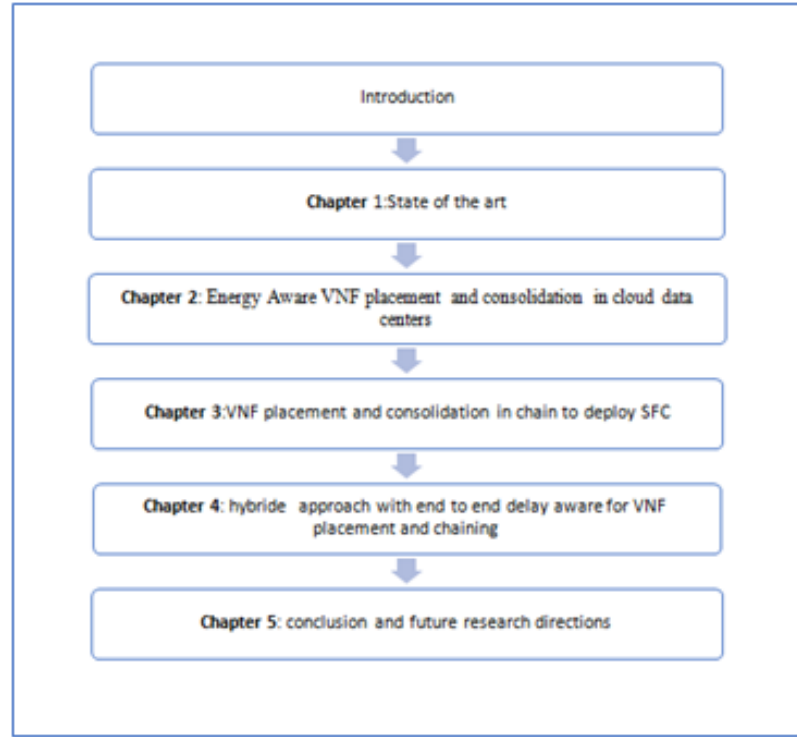 Introduction
Chapter 1:State of the art
Chapter 2: Energy Aware VNF placement and consolidation in cloud data
centers
Chapter 3:VNF placement and consolidation in chain to deploy SFC
Chapter 4: hybride approach with end to end delay aware for VNF
placement and chaining
Chapter 5: conclusion and future research directions